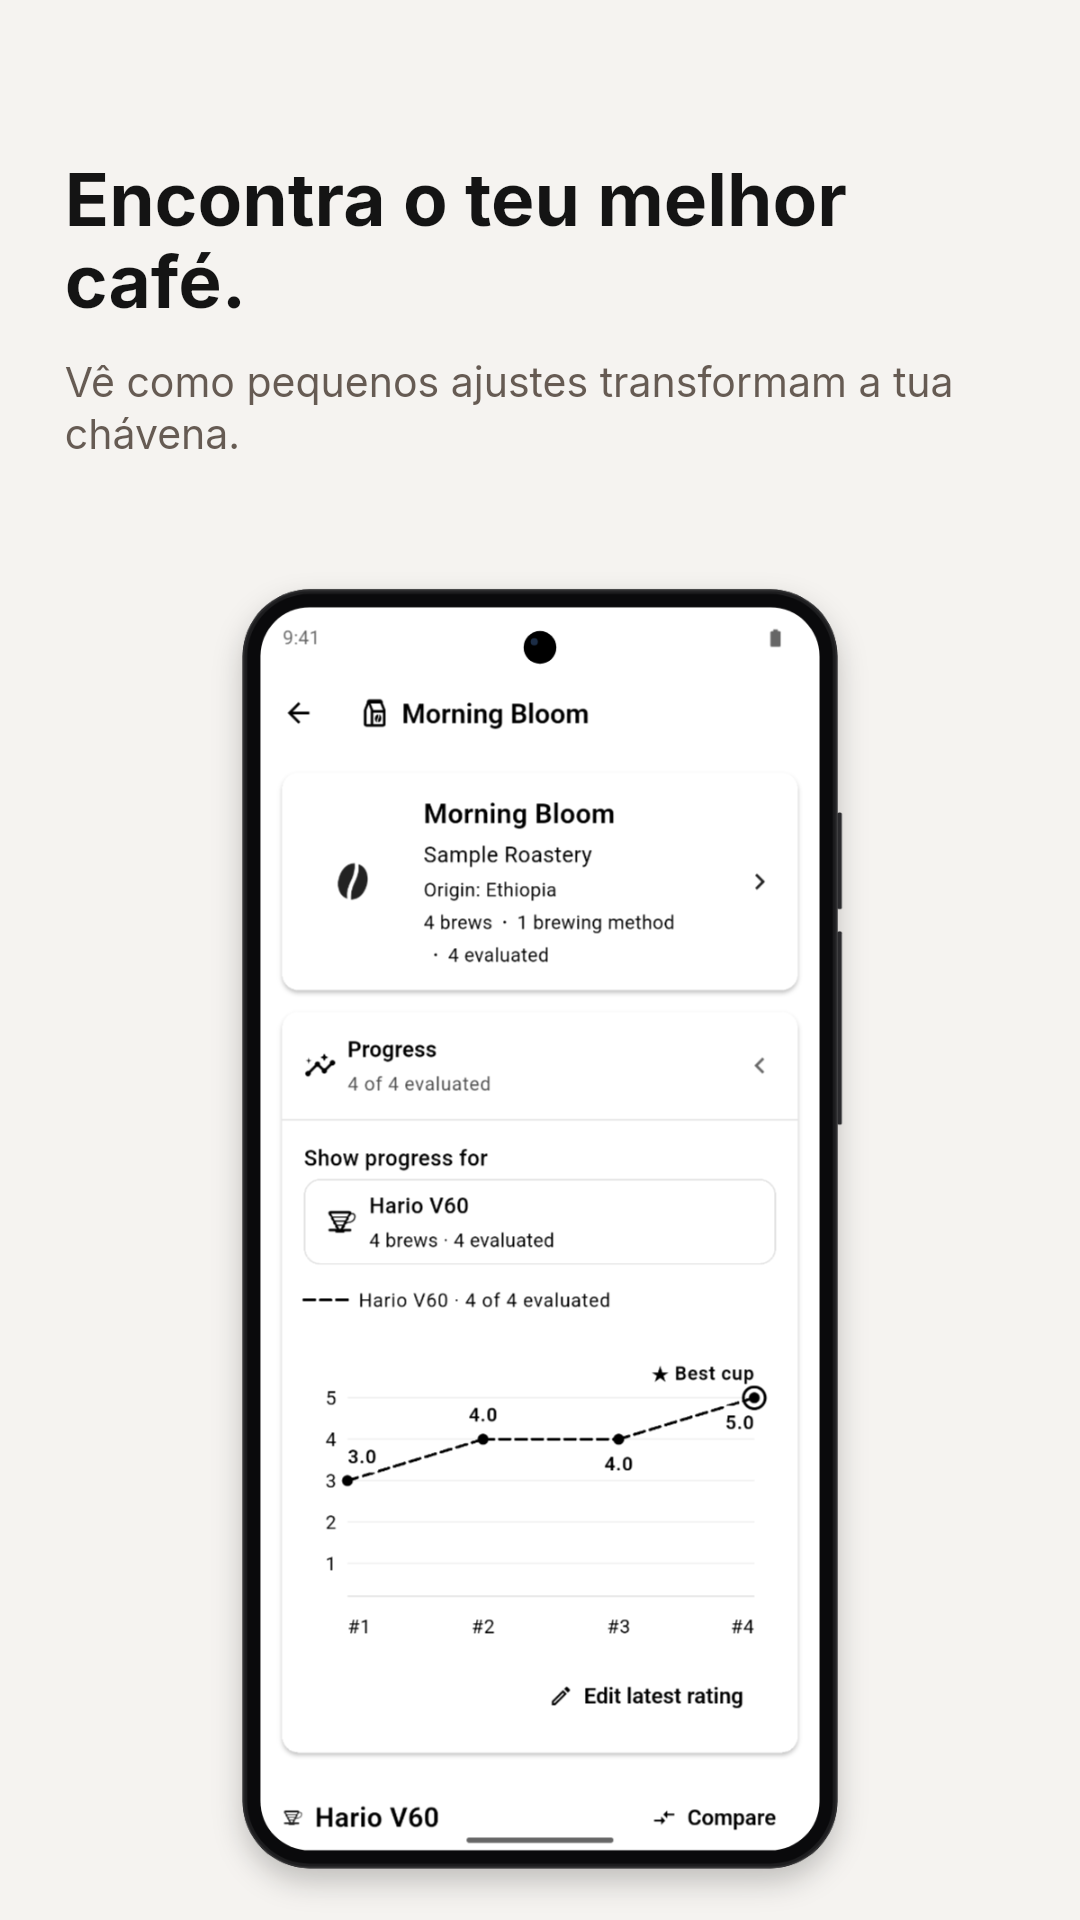 Encontra o teu melhor
café.
Vê como pequenos ajustes transformam a tua
chávena.
9:41
Morning Bloom
Morning Bloom
Sample Roastery
Origin: Ethiopia
4 brews · 1 brewing method
· 4 evaluated
Progress
4 of 4 evaluated
Show progress for
Hario V60
4 brews · 4 evaluated
Hario V60 · 4 of 4 evaluated
★ Best cup
5
4.0
5.0
4
3.0
4.0
3
2
1
#1 #2 #3 #4
Edit latest rating
Hario V60
Compare